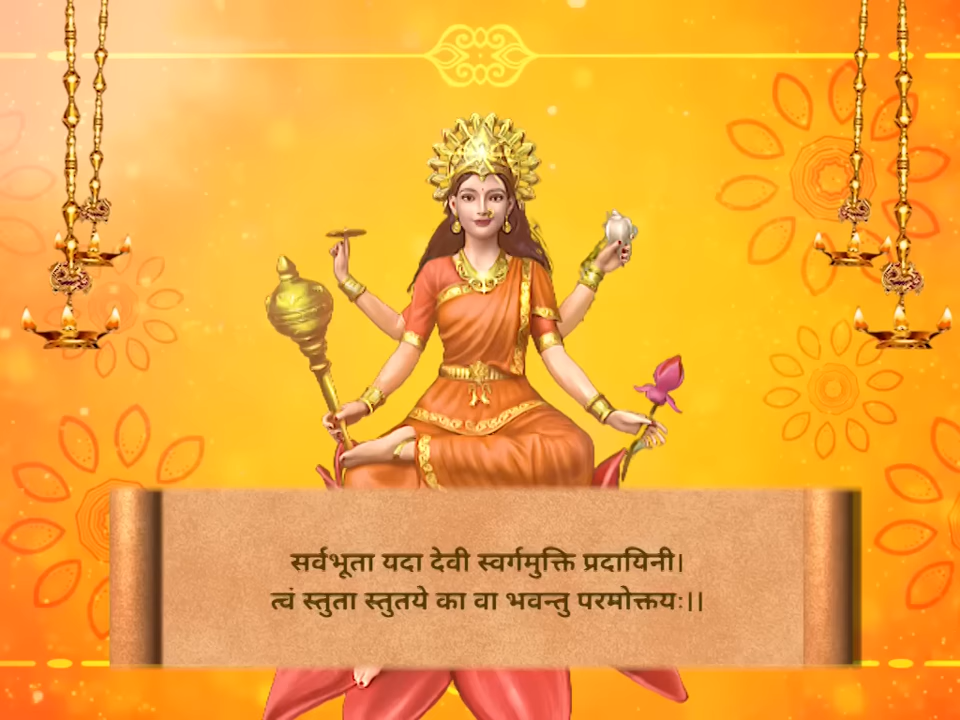 सर्वभूता यदा देवी स्वर्गमुक्ति प्रदायिनी।
त्वं स्तुता स्तुतये का वा भवन्तु परमोक्तयः।।